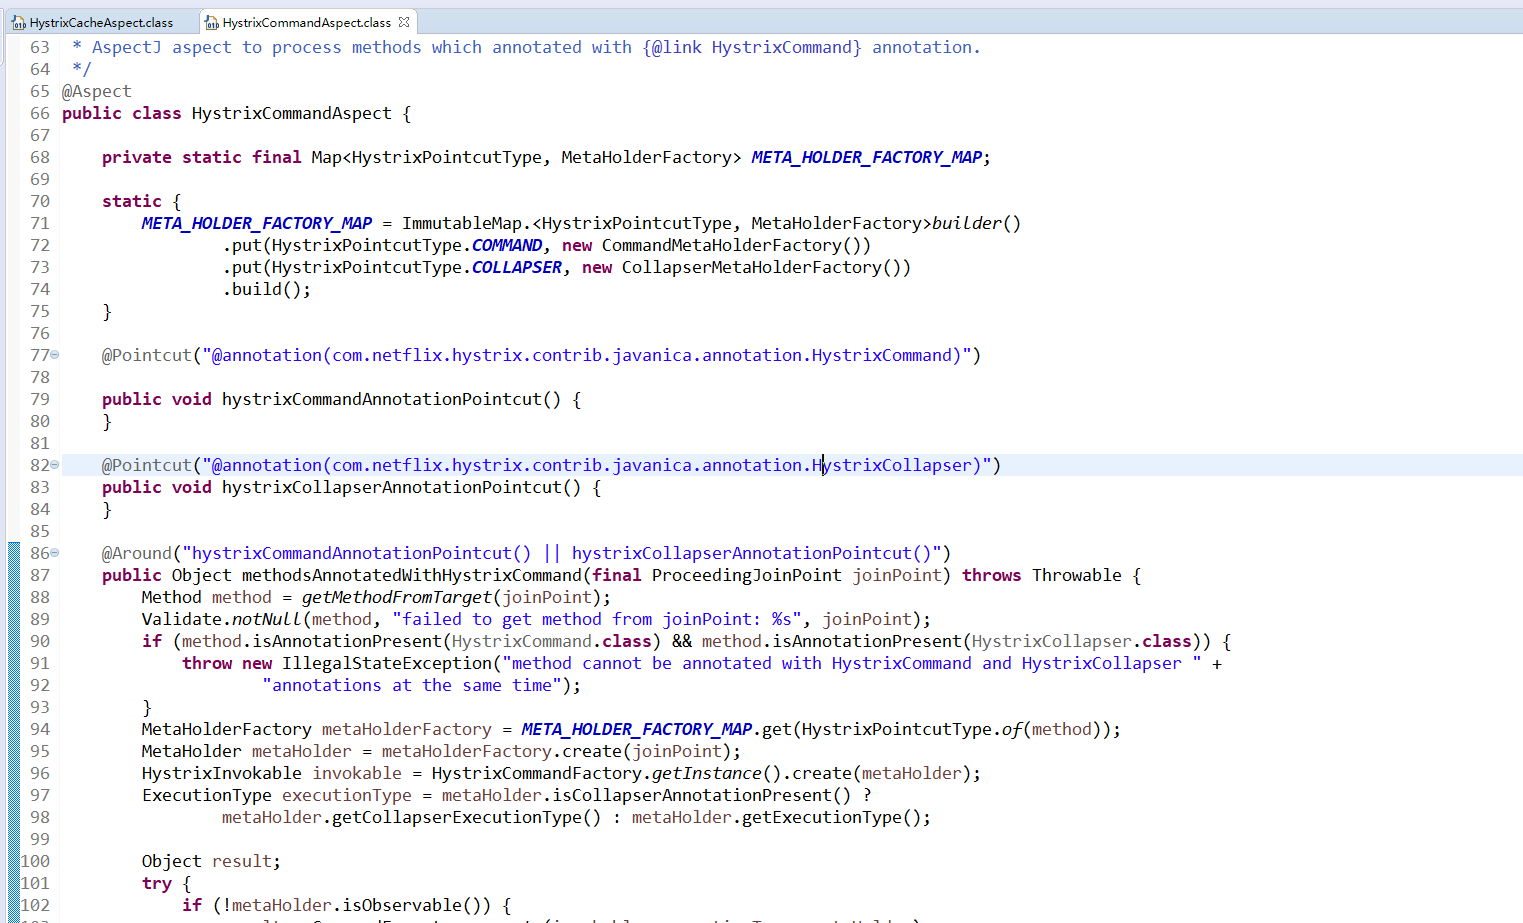 HystrixCacheAspect.class
HystrixCommandAspect.class
63 * AspectJ aspect to process methods which annotated with {@link HystrixCommand} annotation.
64 */
65 @Aspect
66 public class HystrixCommandAspect {
67
68 private static final Map<HystrixPointcutType, MetaHolderFactory> META_HOLDER_FACTORY_MAP;
69
70 static {
71 META_HOLDER_FACTORY_MAP = ImmutableMap.<HystrixPointcutType, MetaHolderFactory>builder()
72 .put(HystrixPointcutType.COMMAND, new CommandMetaHolderFactory())
73 .put(HystrixPointcutType.COLLAPSER, new CollapserMetaHolderFactory())
74 .build();
75 }
76
77 @Pointcut("@annotation(com.netflix.hystrix.contrib.javanica.annotation.HystrixCommand)")
78
79 public void hystrixCommandAnnotationPointcut() {
80 }
81
82 @Pointcut("@annotation(com.netflix.hystrix.contrib.javanica.annotation.HystrixCollapser)")
83 public void hystrixCollapserAnnotationPointcut() {
84 }
85
86 @Around("hystrixCommandAnnotationPointcut() || hystrixCollapserAnnotationPointcut()")
87 public Object methodsAnnotatedWithHystrixCommand(final ProceedingJoinPoint joinPoint) throws Throwable {
88 Method method = getMethodFromTarget(joinPoint);
89 Validate.notNull(method, "failed to get method from joinPoint: %s", joinPoint);
90 if (method.isAnnotationPresent(HystrixCommand.class) && method.isAnnotationPresent(HystrixCollapser.class)) {
91 throw new IllegalStateException("method cannot be annotated with HystrixCommand and HystrixCollapser " +
92 "annotations at the same time");
93 }
94 MetaHolderFactory metaHolderFactory = META_HOLDER_FACTORY_MAP.get(HystrixPointcutType.of(method));
95 MetaHolder metaHolder = metaHolderFactory.create(joinPoint);
96 HystrixInvokable invokable = HystrixCommandFactory.getInstance().create(metaHolder);
97 ExecutionType executionType = metaHolder.isCollapserAnnotationPresent() ?
98 metaHolder.getCollapserExecutionType() : metaHolder.getExecutionType();
99
100 Object result;
101 try {
102 if (!metaHolder.isObservable()) {